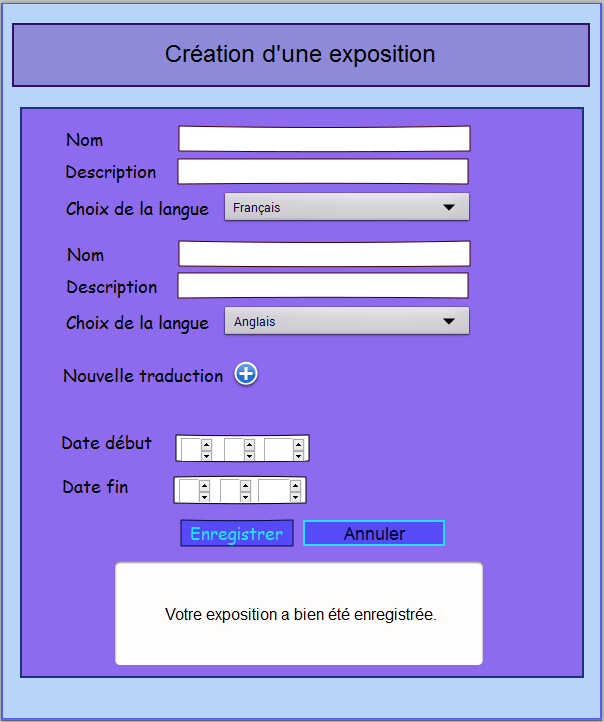 Création d'une exposition
Nom
Description
Choix de la langue Français
Nom
Description
Choix de la langue Anglais
Nouvelle traduction
Date début
Date fin
Enregistrer Annuler
Votre exposition a bien été enregistrée.